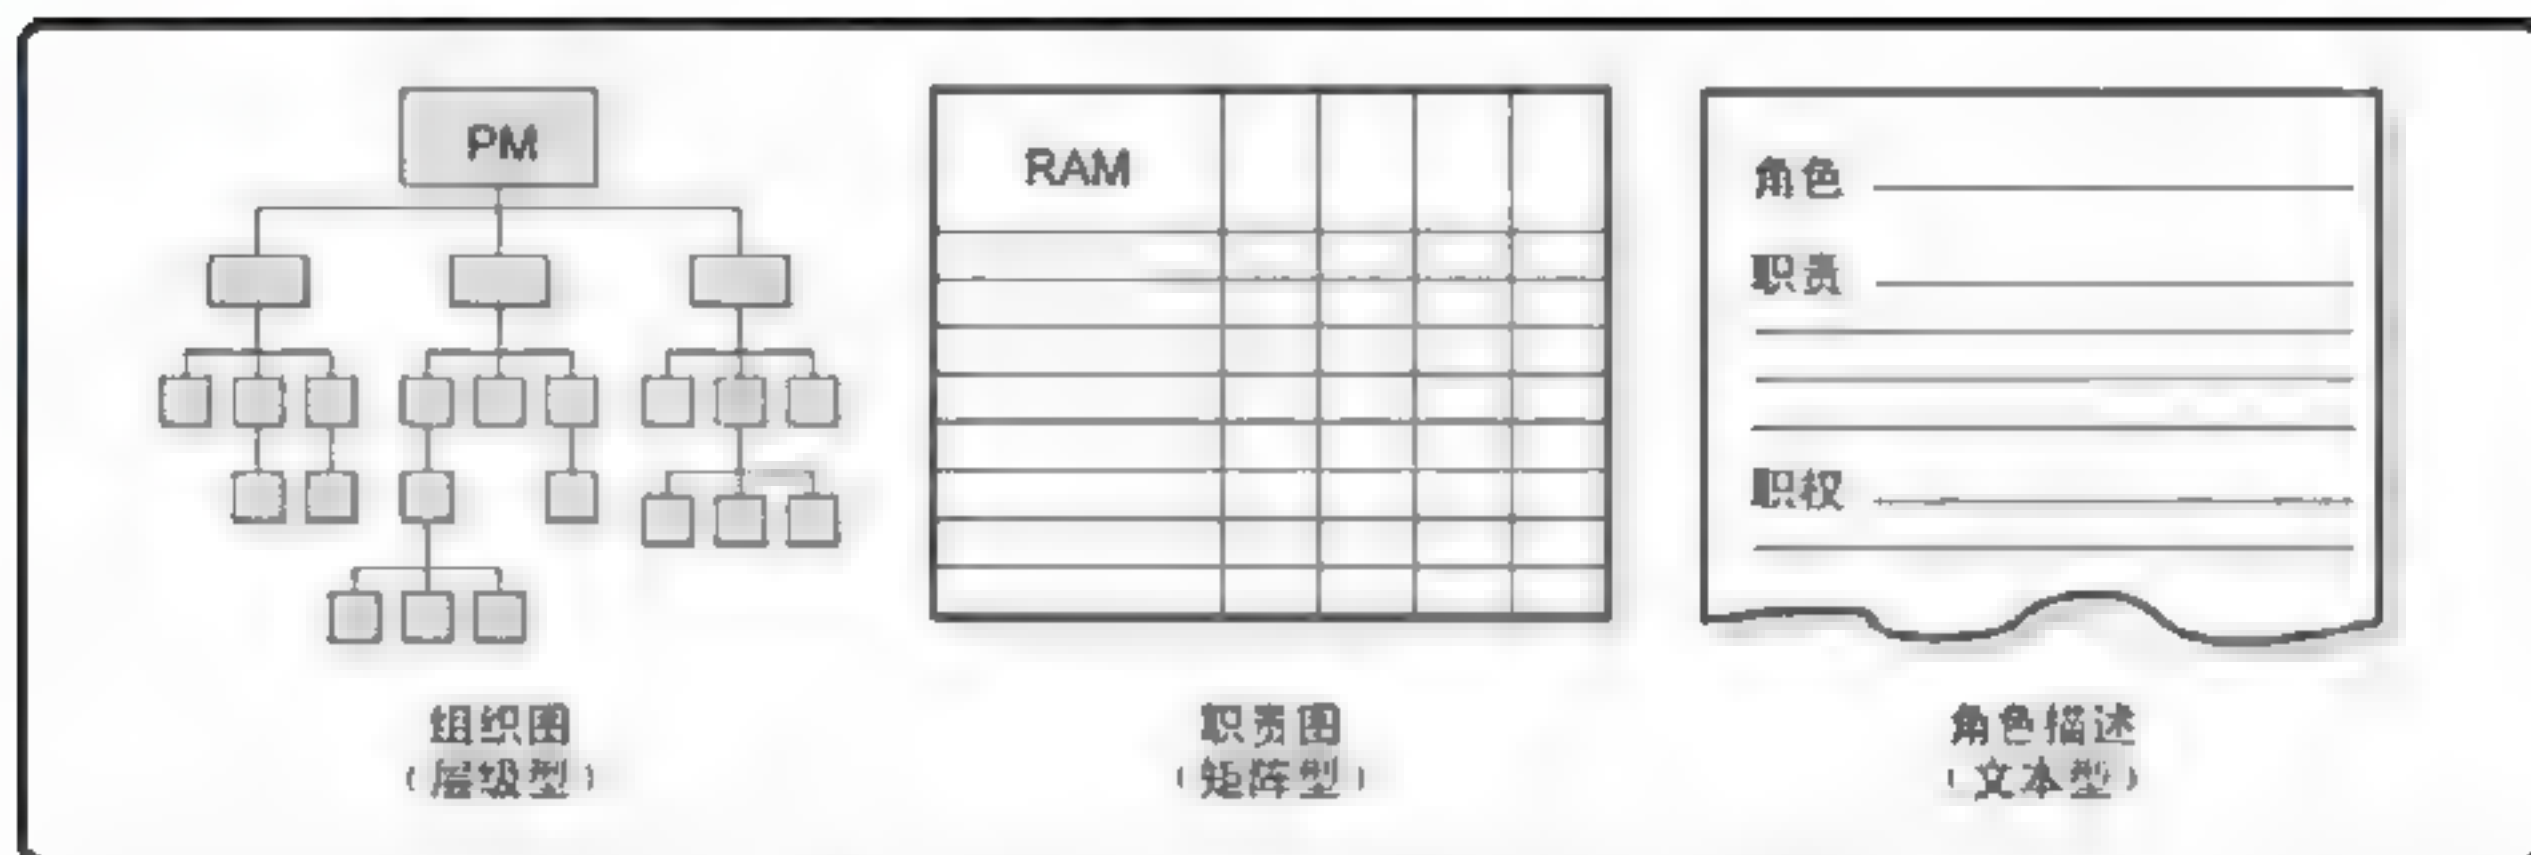 PM
RAM
角色
职责
职权
组织图
（层级型）
职责图
（矩阵型）
角色描述
（文本型）